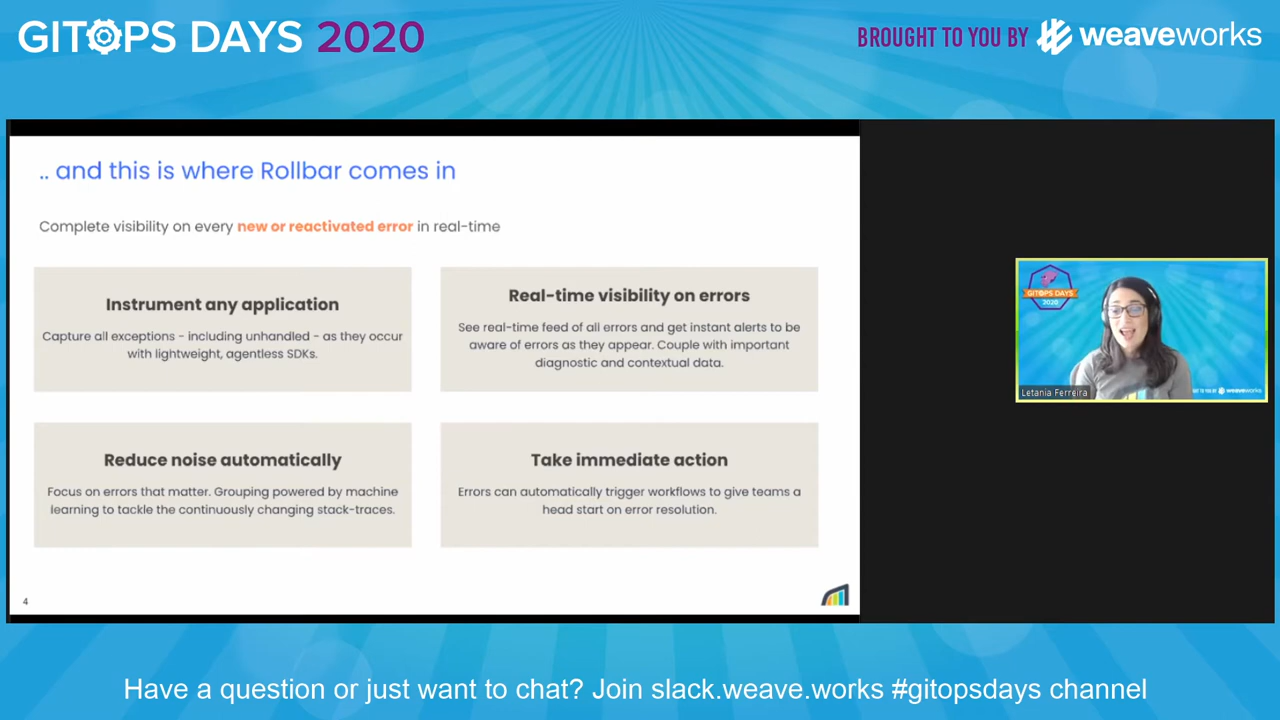 GITOPS DAYS 2020
BROUGHT TO YOU BY weaveworks
.. and this is where Rollbar comes in
Complete visibility on every new or reactivated error in real-time
Instrument any application
Capture all exceptions - including unhandled - as they occur
with lightweight, agentless SDKs.
Real-time visibility on errors
See real-time feed of all errors and get instant alerts to be
aware of errors as they appear. Couple with important
diagnostic and contextual data.
Reduce noise automatically
Focus on errors that matter. Grouping powered by machine
learning to tackle the continuously changing stack-traces.
Take immediate action
Errors can automatically trigger workflows to give teams a
head start on error resolution.
4
GITOPS DAYS
2020
Letania Ferreira
TO YOU BY weaveworks
Have a question or just want to chat? Join slack.weave.works #gitopsdays channel